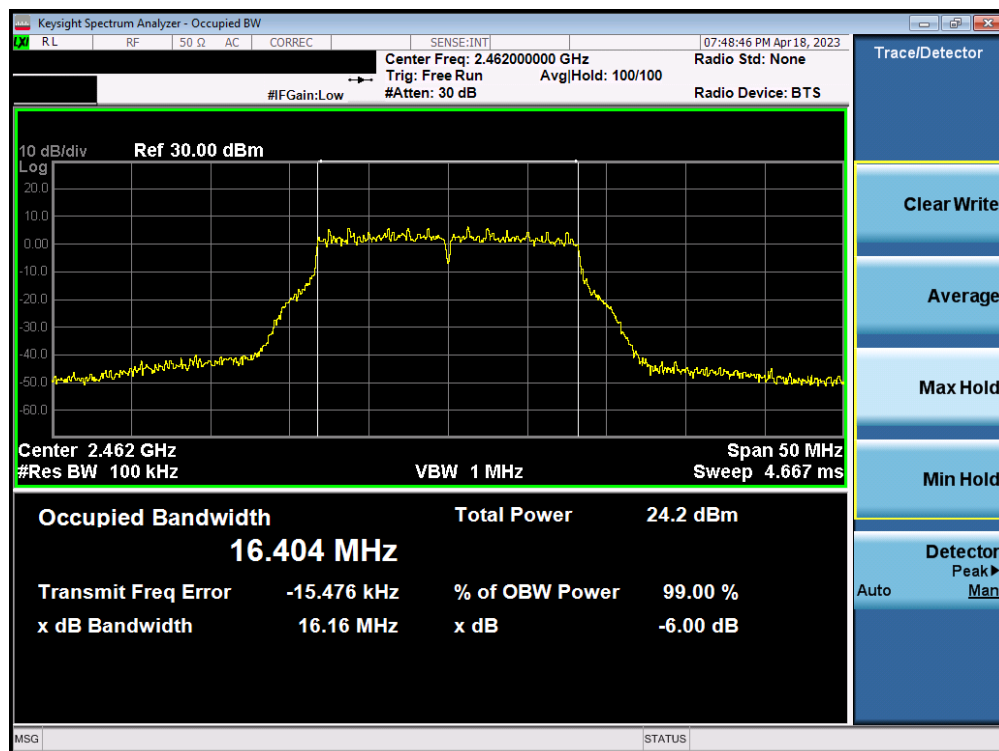 Keysight Spectrum Analyzer - Occupied BW
LXI RL RF 50 Ω AC CORREC SENSE:INT 07:48:46 PM Apr 18, 2023
Center Freq: 2.462000000 GHz Radio Std: None
Trig: Free Run Avg|Hold: 100/100
#IFGain:Low #Atten: 30 dB Radio Device: BTS
10 dB/div Ref 30.00 dBm
Log
20.0
10.0
0.00
-10.0
-20.0
-30.0
-40.0
-50.0
-60.0
Center 2.462 GHz Span 50 MHz
#Res BW 100 kHz VBW 1 MHz Sweep 4.667 ms
Occupied Bandwidth Total Power 24.2 dBm
16.404 MHz
Transmit Freq Error -15.476 kHz % of OBW Power 99.00 %
x dB Bandwidth 16.16 MHz x dB -6.00 dB
MSG STATUS
Trace/Detector
Clear Write
Average
Max Hold
Min Hold
Detector
Peak▶
Auto Man